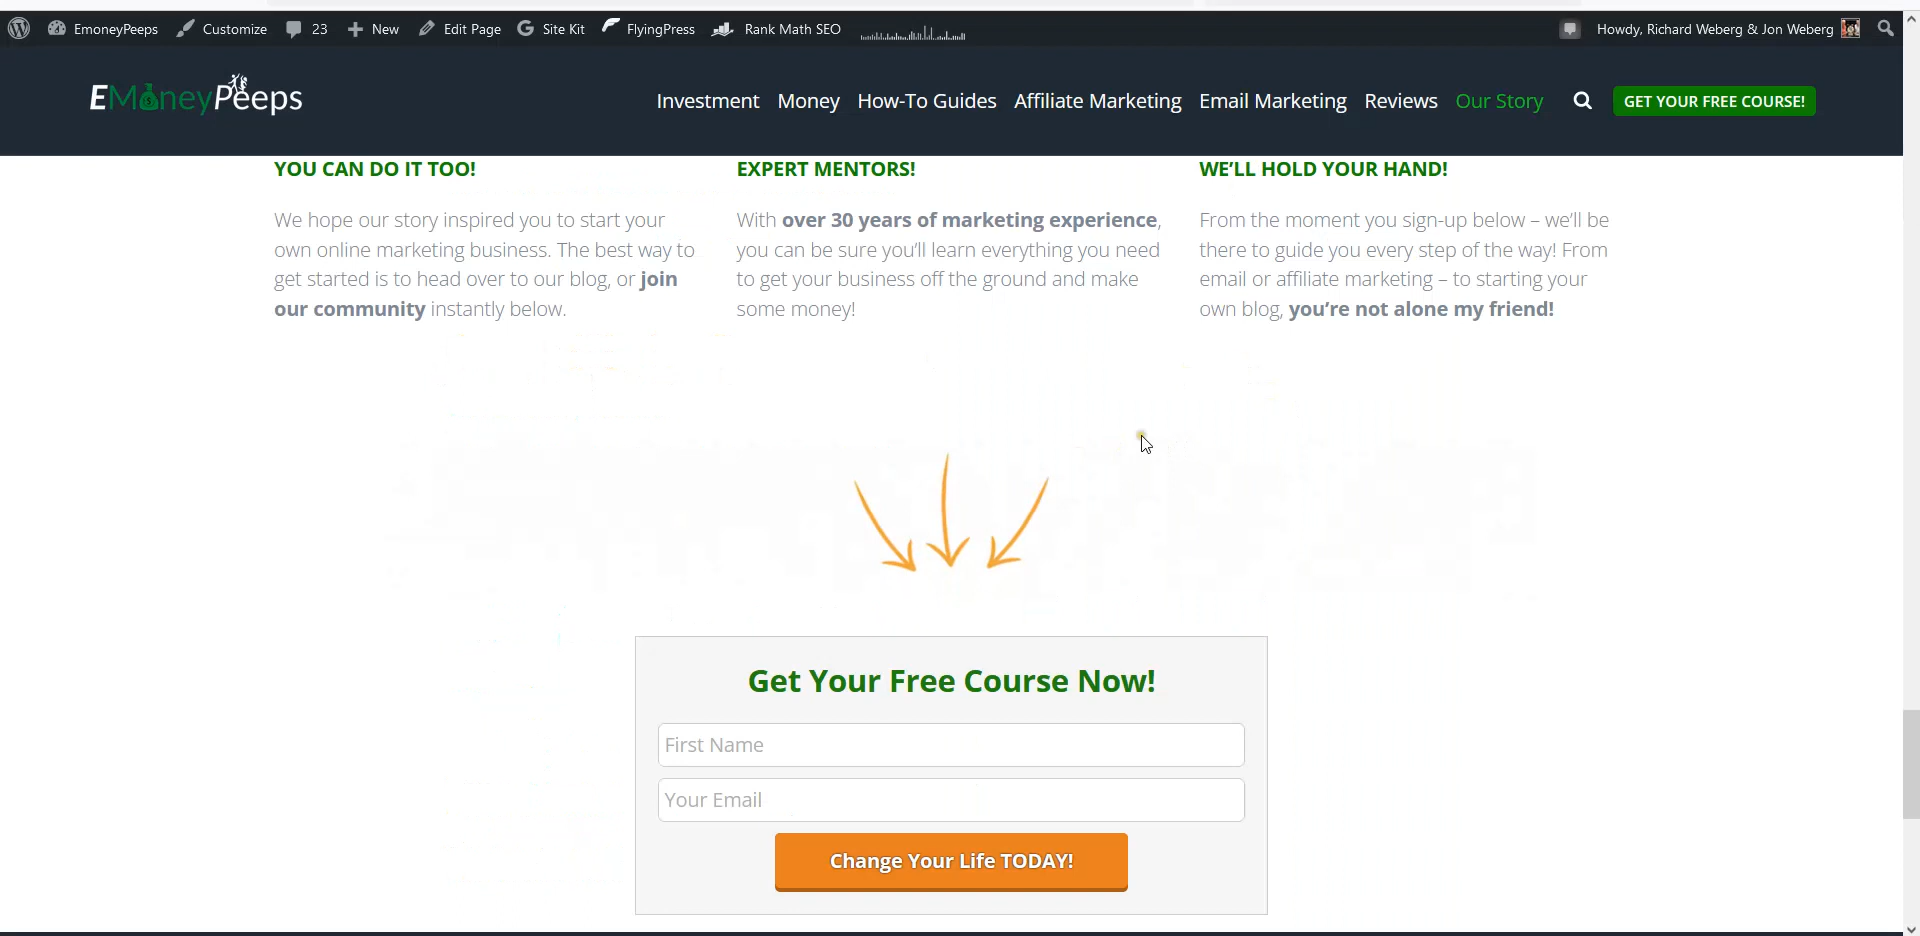 EmoneyPeeps Customize 23 New Edit Page Site Kit FlyingPress Rank Math SEO Howdy, Richard Weberg & Jon Weberg
EMoneyPeeps Investment Money How-To Guides Affiliate Marketing Email Marketing Reviews Our Story GET YOUR FREE COURSE!
YOU CAN DO IT TOO!
We hope our story inspired you to start your
own online marketing business. The best way to
get started is to head over to our blog, or join
our community instantly below.
EXPERT MENTORS!
With over 30 years of marketing experience,
you can be sure you’ll learn everything you need
to get your business off the ground and make
some money!
WE’LL HOLD YOUR HAND!
From the moment you sign-up below – we’ll be
there to guide you every step of the way! From
email or affiliate marketing – to starting your
own blog, you’re not alone my friend!
Get Your Free Course Now!
First Name
Your Email
Change Your Life TODAY!